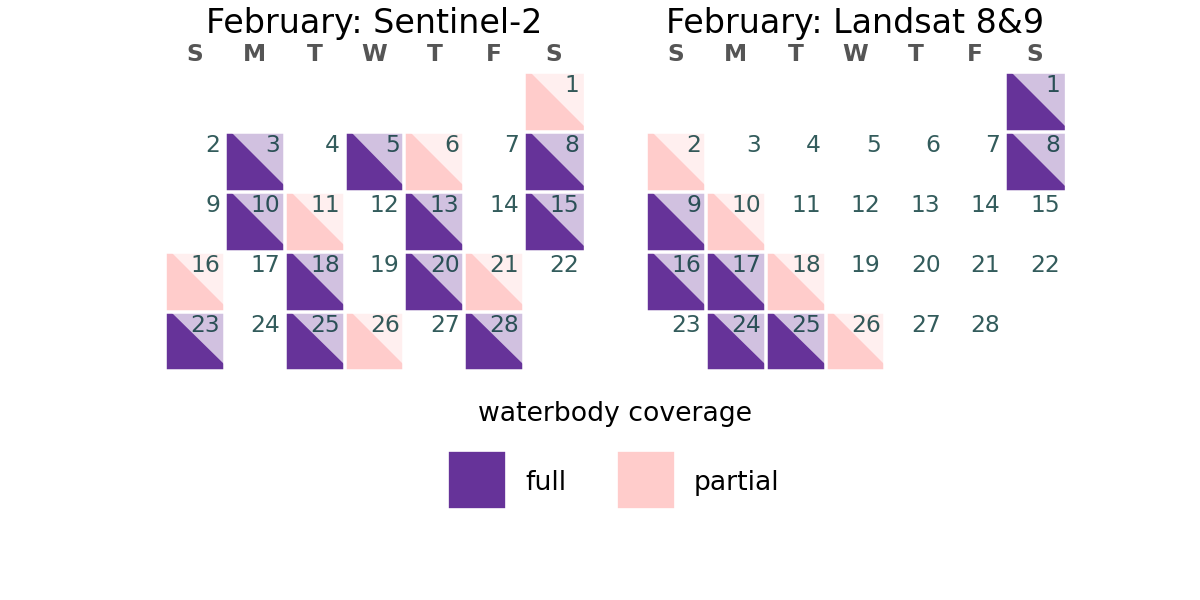 February: Sentinel-2
S M T W T F S
1
2 3 4 5 6 7 8
9 10 11 12 13 14 15
16 17 18 19 20 21 22
23 24 25 26 27 28
February: Landsat 8&9
S M T W T F S
1
2 3 4 5 6 7 8
9 10 11 12 13 14 15
16 17 18 19 20 21 22
23 24 25 26 27 28
waterbody coverage
full
partial